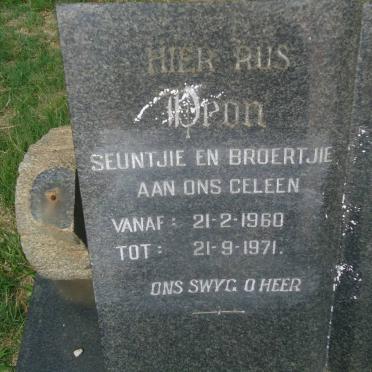 HIER RUS
Deon
SEUNTJIE EN BROERTJIE
AAN ONS GELEEN
VANAF: 21-2-1960
TOT: 21-9-1971.
ONS SWYG O HEER